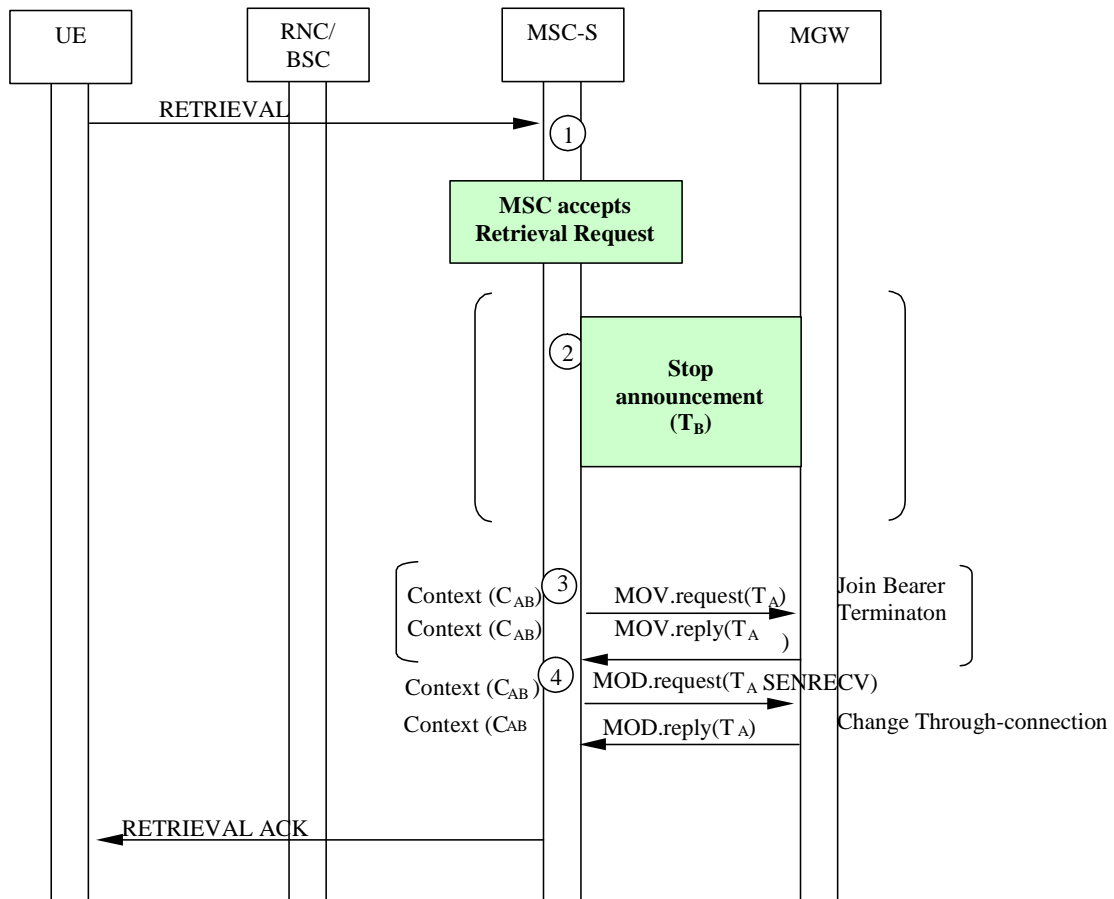 UE
RNC/
BSC
MSC-S
MGW
RETRIEVAL
1
MSC accepts
Retrieval Request
2
Stop
announcement
(TB)
3
Context (CAB)
MOV.request(TA)
Join Bearer
Terminaton
Context (CAB)
MOV.reply(TA )
4
Context (CAB)
MOD.request(TA SENRECV)
Context (CAB
MOD.reply(TA)
Change Through-connection
RETRIEVAL ACK